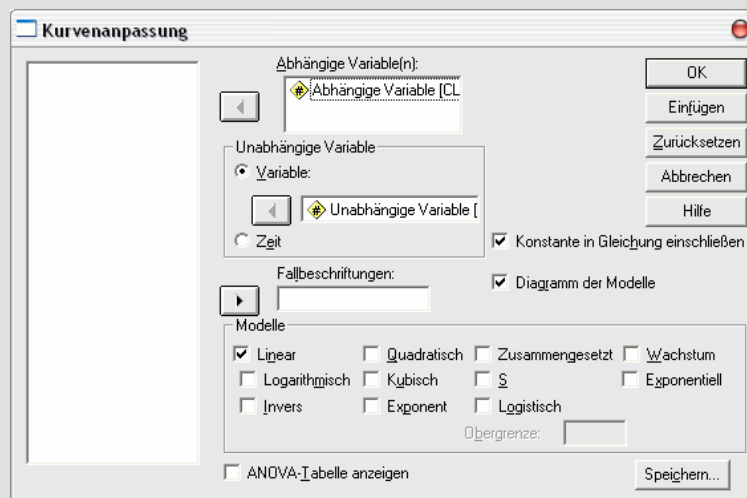 Kurvenanpassung
Abhängige Variable(n):
Abhängige Variable [CL
Unabhängige Variable
Variable:
Unabhängige Variable [
Zeit
Fallbeschriftungen:
OK
Einfügen
Zurücksetzen
Abbrechen
Hilfe
Konstante in Gleichung einschließen
Diagramm der Modelle
Modelle
Linear Quadratisch Zusammengesetzt Wachstum
Logarithmisch Kubisch S Exponentiell
Invers Exponent Logistisch
Obergrenze:
ANOVA-Tabelle anzeigen
Speichern...